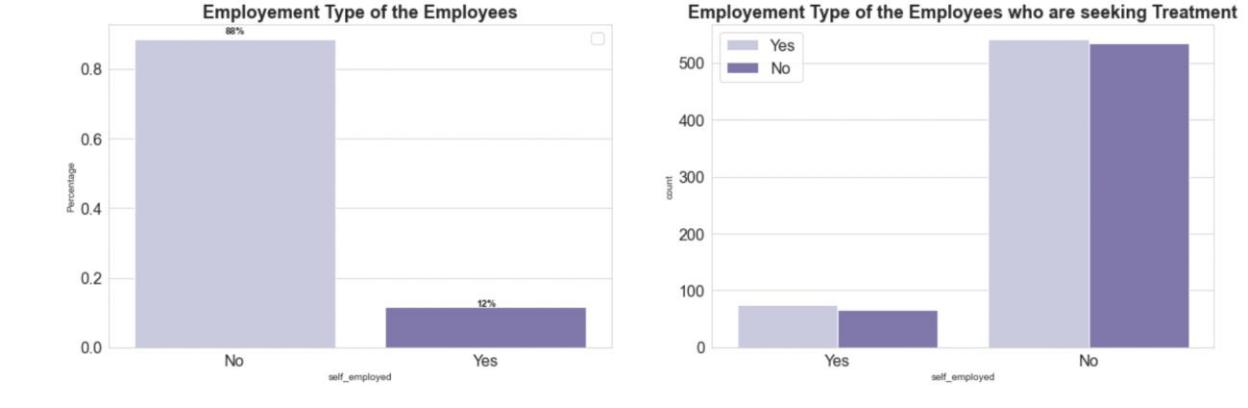 Employement Type of the Employees
88%
0.8
0.6
0.4
0.2
0.0
Percentage
12%
No
Yes
self_employed
Employement Type of the Employees who are seeking Treatment
Yes
No
500
400
300
200
100
0
count
Yes
No
self_employed